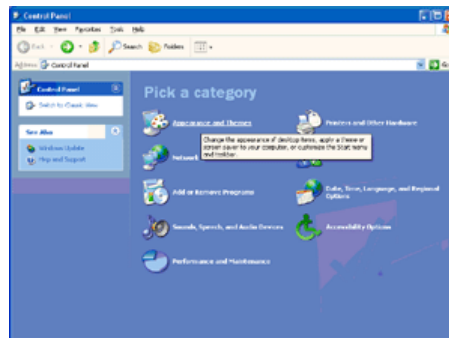 Control Panel
File Edit View Favorites Tools Help
Back Search Folders
Address Control Panel Go
Control Panel
Switch to Classic View
See Also
Windows Update
Help and Support
Pick a category
Appearance and Themes
Printers and Other Hardware
Change the appearance of desktop items, apply a theme or
screen saver to your computer, or customize the Start menu
and taskbar.
Network
Add or Remove Programs
Date, Time, Language, and Regional
Options
Sounds, Speech, and Audio Devices
Accessibility Options
Performance and Maintenance